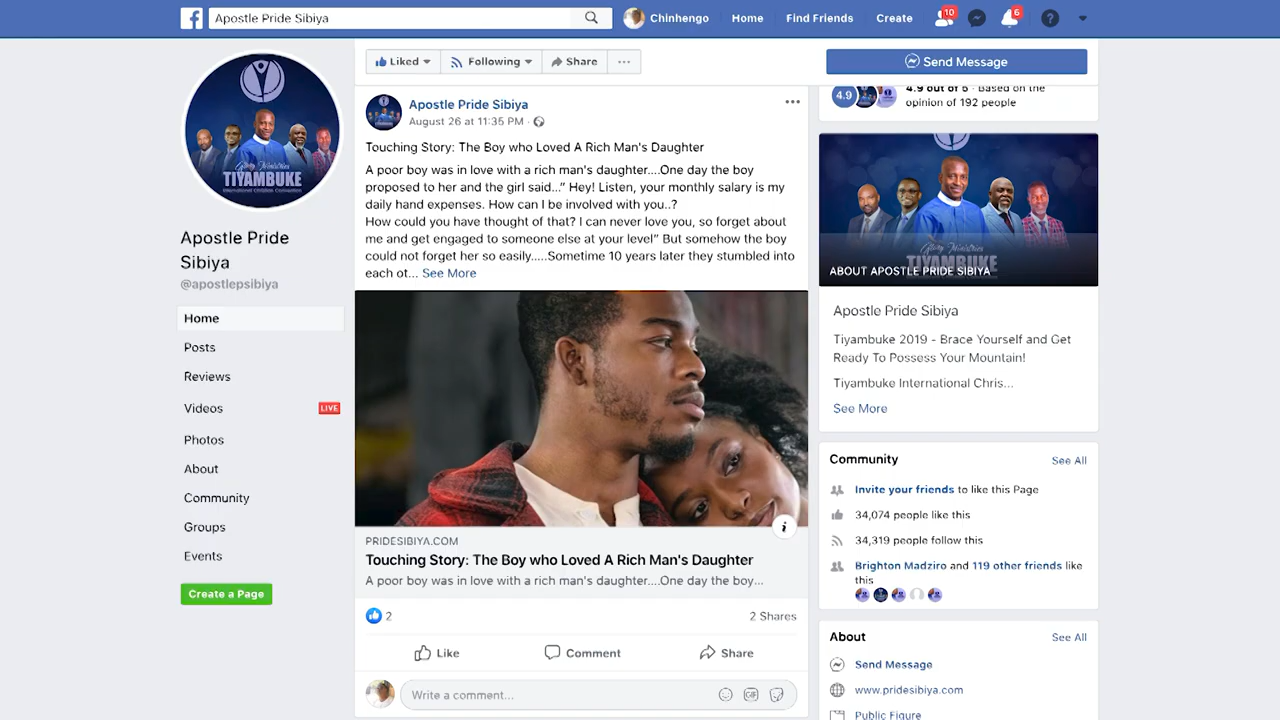 Apostle Pride Sibiya
Chinhengo
Home
Find Friends
Create
10
6
Liked
Following
Share
Send Message
TIYAMBUKE
International Christian Convention
Apostle Pride
Sibiya
@apostlepsibiya
Home
Posts
Reviews
Videos
LIVE
Photos
About
Community
Groups
Events
Create a Page
Apostle Pride Sibiya
August 26 at 11:35 PM
Touching Story: The Boy who Loved A Rich Man's Daughter
A poor boy was in love with a rich man's daughter....One day the boy
proposed to her and the girl said..." Hey! Listen, your monthly salary is my
daily hand expenses. How can I be involved with you..?
How could you have thought of that? I can never love you, so forget about
me and get engaged to someone else at your level" But somehow the boy
could not forget her so easily.....Sometime 10 years later they stumbled into
each ot... See More
PRIDESIBIYA.COM
Touching Story: The Boy who Loved A Rich Man's Daughter
A poor boy was in love with a rich man's daughter....One day the boy...
2
2 Shares
Like
Comment
Share
Write a comment...
GIF
4.9
4.9 out of 5 · Based on the
opinion of 192 people
Glory Ministries
TIYAMBUKE
ABOUT APOSTLE PRIDE SIBIYA
Apostle Pride Sibiya
Tiyambuke 2019 - Brace Yourself and Get
Ready To Possess Your Mountain!
Tiyambuke International Chris...
See More
Community
See All
Invite your friends to like this Page
34,074 people like this
34,319 people follow this
Brighton Madziro and 119 other friends like
this
About
See All
Send Message
www.pridesibiya.com
Public Figure